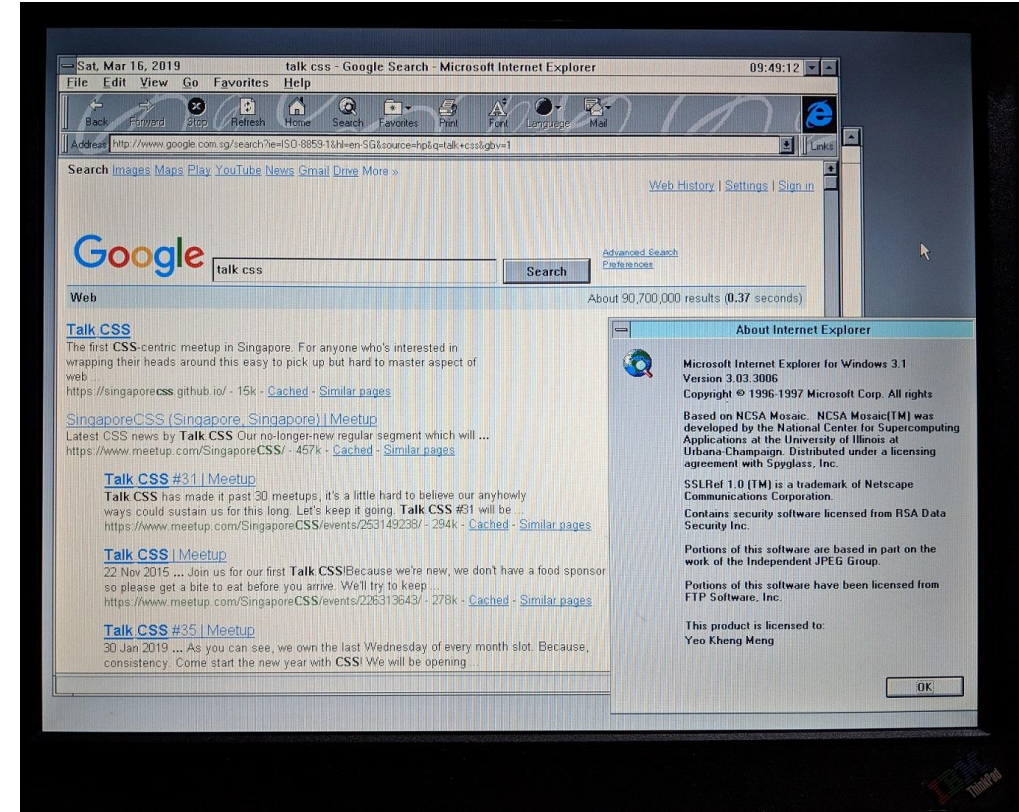 Sat, Mar 16, 2019 talk css - Google Search - Microsoft Internet Explorer 09:49:12
File Edit View Go Favorites Help
Back Forward Stop Refresh Home Search Favorites Print Font Language Mail
Address http://www.google.com.sg/search?ie=ISO-8859-1&hl=en-SG&source=hp&q=talk+css&gbv=1 Links
Search Images Maps Play YouTube News Gmail Drive More »
Web History | Settings | Sign in
Google talk css Search
Advanced Search
Preferences
Web About 90,700,000 results (0.37 seconds)
Talk CSS
The first CSS-centric meetup in Singapore. For anyone who's interested in
wrapping their heads around this easy to pick up but hard to master aspect of
web ...
https://singaporecss.github.io/ - 15k - Cached - Similar pages
SingaporeCSS (Singapore, Singapore) | Meetup
Latest CSS news by Talk.CSS Our no-longer-new regular segment which will ...
https://www.meetup.com/SingaporeCSS/ - 457k - Cached - Similar pages
Talk.CSS #31 | Meetup
Talk.CSS has made it past 30 meetups, it's a little hard to believe our anyhowly
ways could sustain us for this long. Let's keep it going. Talk.CSS #31 will be ...
https://www.meetup.com/SingaporeCSS/events/253149238/ - 294k - Cached - Similar pages
Talk.CSS | Meetup
22 Nov 2015 ... Join us for our first Talk.CSS!Because we're new, we don't have a food sponsor
so please get a bite to eat before you arrive. We'll try to keep ...
https://www.meetup.com/SingaporeCSS/events/226313643/ - 278k - Cached - Similar pages
Talk.CSS #35 | Meetup
30 Jan 2019 ... As you can see, we own the last Wednesday of every month slot. Because,
consistency. Come start the new year with CSS! We will be opening ...
About Internet Explorer
Microsoft Internet Explorer for Windows 3.1
Version 3.03.3006
Copyright © 1996-1997 Microsoft Corp. All rights
Based on NCSA Mosaic. NCSA Mosaic(TM) was
developed by the National Center for Supercomputing
Applications at the University of Illinois at
Urbana-Champaign. Distributed under a licensing
agreement with Spyglass, Inc.
SSLRef 1.0 (TM) is a trademark of Netscape
Communications Corporation.
Contains security software licensed from RSA Data
Security Inc.
Portions of this software are based in part on the
work of the Independent JPEG Group.
Portions of this software have been licensed from
FTP Software, Inc.
This product is licensed to:
Yeo Kheng Meng
OK
IBM
ThinkPad